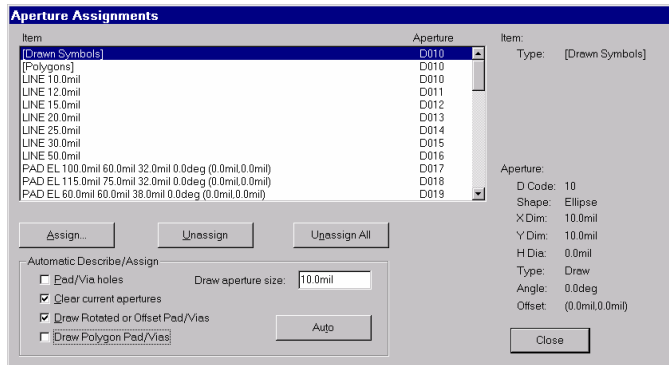 Aperture Assignments
Item Aperture
[Drawn Symbols] D010
[Polygons] D010
LINE 10.0mil D010
LINE 12.0mil D011
LINE 15.0mil D012
LINE 20.0mil D013
LINE 25.0mil D014
LINE 30.0mil D015
LINE 50.0mil D016
PAD EL 100.0mil 60.0mil 32.0mil 0.0deg (0.0mil,0.0mil) D017
PAD EL 115.0mil 75.0mil 32.0mil 0.0deg (0.0mil,0.0mil) D018
PAD EL 60.0mil 60.0mil 38.0mil 0.0deg (0.0mil,0.0mil) D019
Assign... Unassign Unassign All
Automatic Describe/Assign
Pad/Via holes Draw aperture size: 10.0mil
Clear current apertures
Draw Rotated or Offset Pad/Vias
Draw Polygon Pad/Vias
Auto
Item:
Type: [Drawn Symbols]
Aperture:
D Code: 10
Shape: Ellipse
X Dim: 10.0mil
Y Dim: 10.0mil
H Dia: 0.0mil
Type: Draw
Angle: 0.0deg
Offset: (0.0mil,0.0mil)
Close